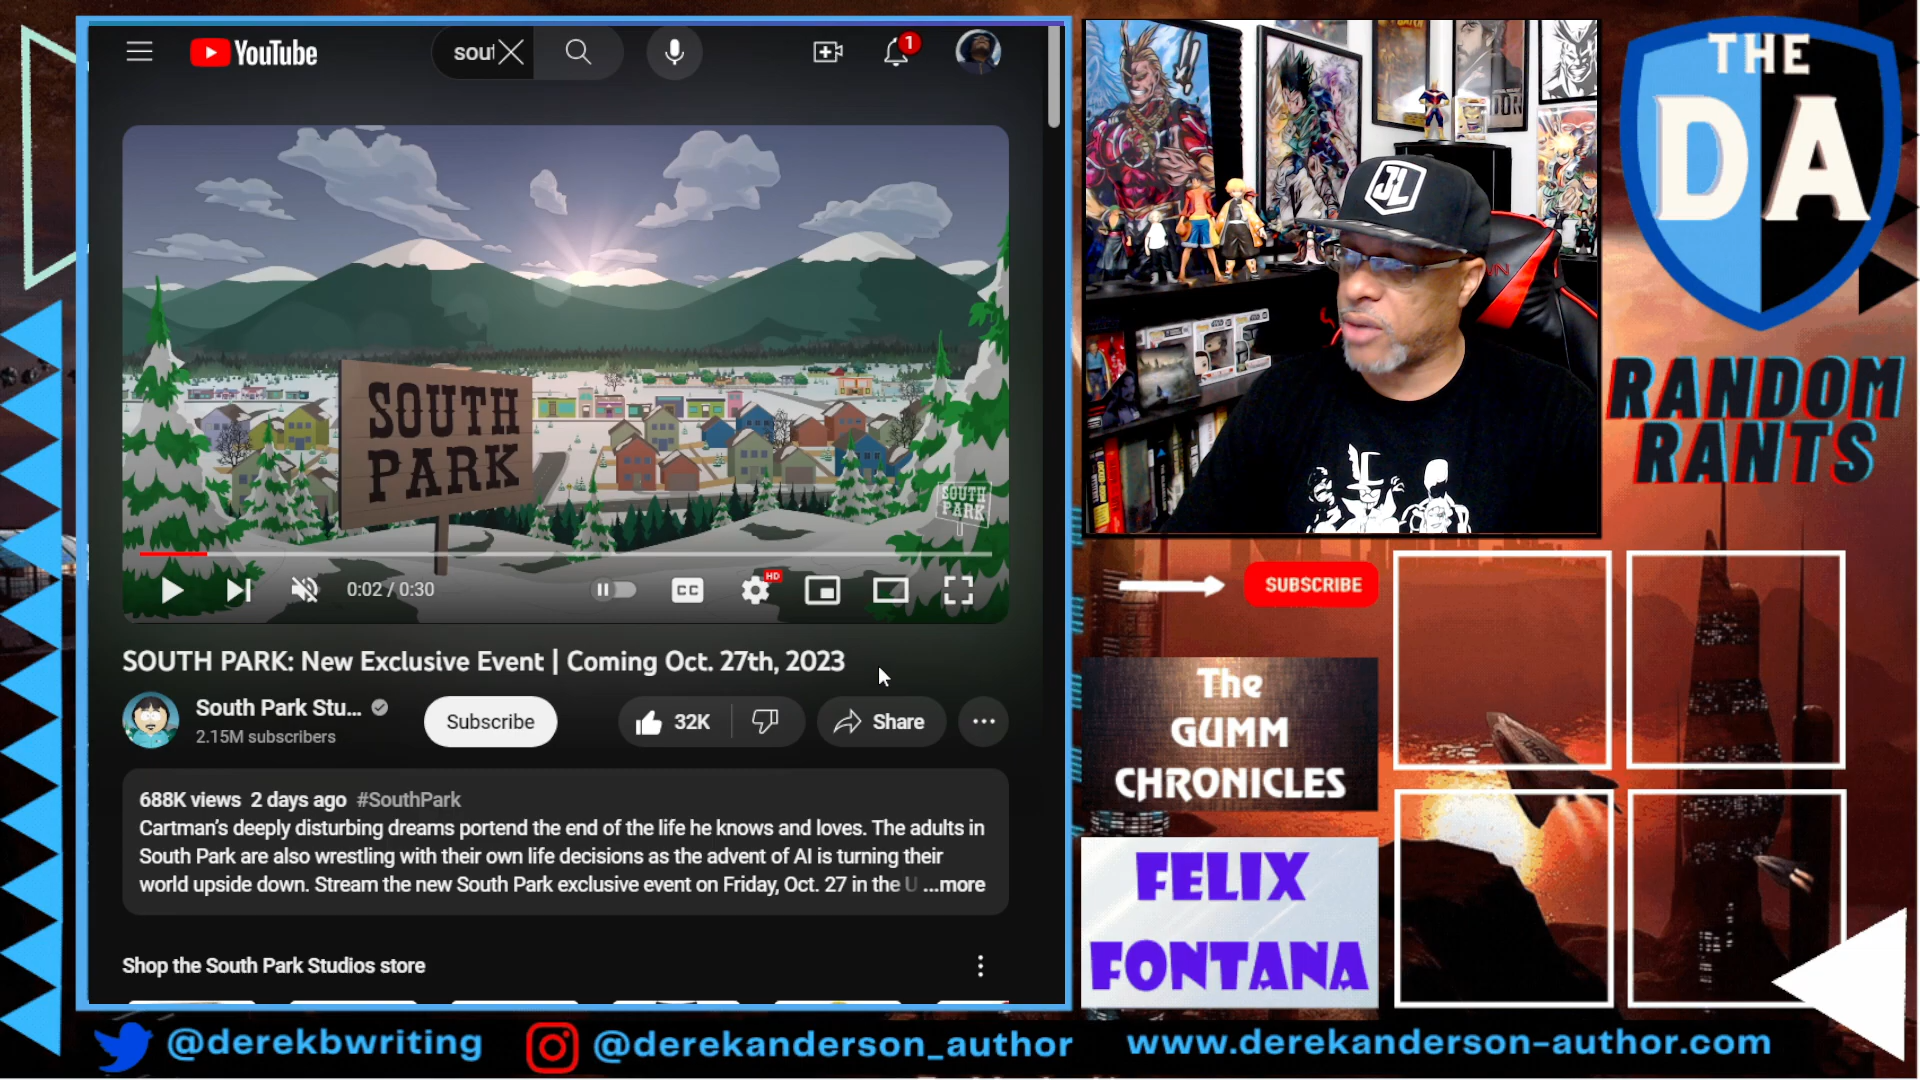 YouTube
sout
1
SOUTH
PARK
SOUTH
PARK
0:02 / 0:30
CC
HD
SOUTH PARK: New Exclusive Event | Coming Oct. 27th, 2023
South Park Stu...
2.15M subscribers
Subscribe
32K
Share
688K views 2 days ago #SouthPark
Cartman's deeply disturbing dreams portend the end of the life he knows and loves. The adults in
South Park are also wrestling with their own life decisions as the advent of AI is turning their
world upside down. Stream the new South Park exclusive event on Friday, Oct. 27 in the U ...more
Shop the South Park Studios store
JL
THE
DA
RANDOM
RANTS
SUBSCRIBE
The
GUMM
CHRONICLES
FELIX
FONTANA
@derekbwriting
@derekanderson_author
www.derekanderson-author.com